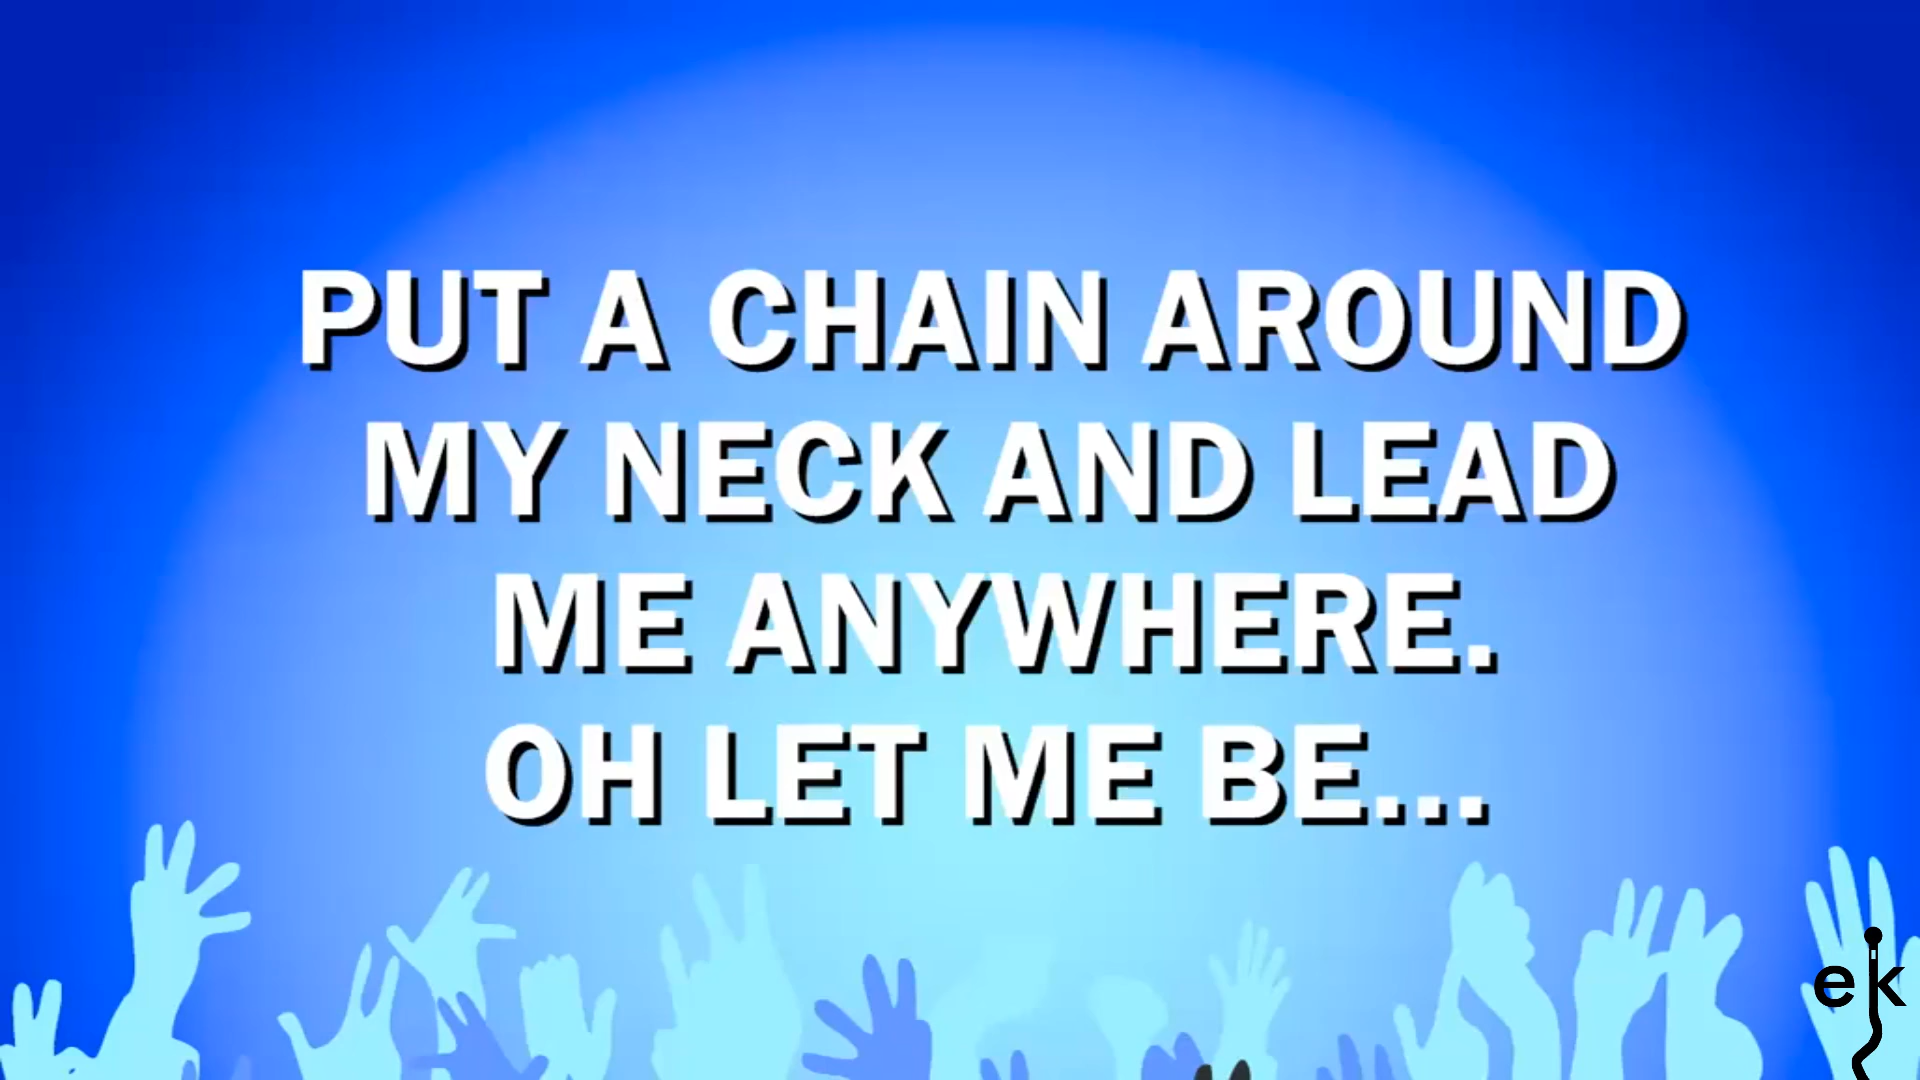 PUT A CHAIN AROUND
MY NECK AND LEAD
ME ANYWHERE.
OH LET ME BE...
ek